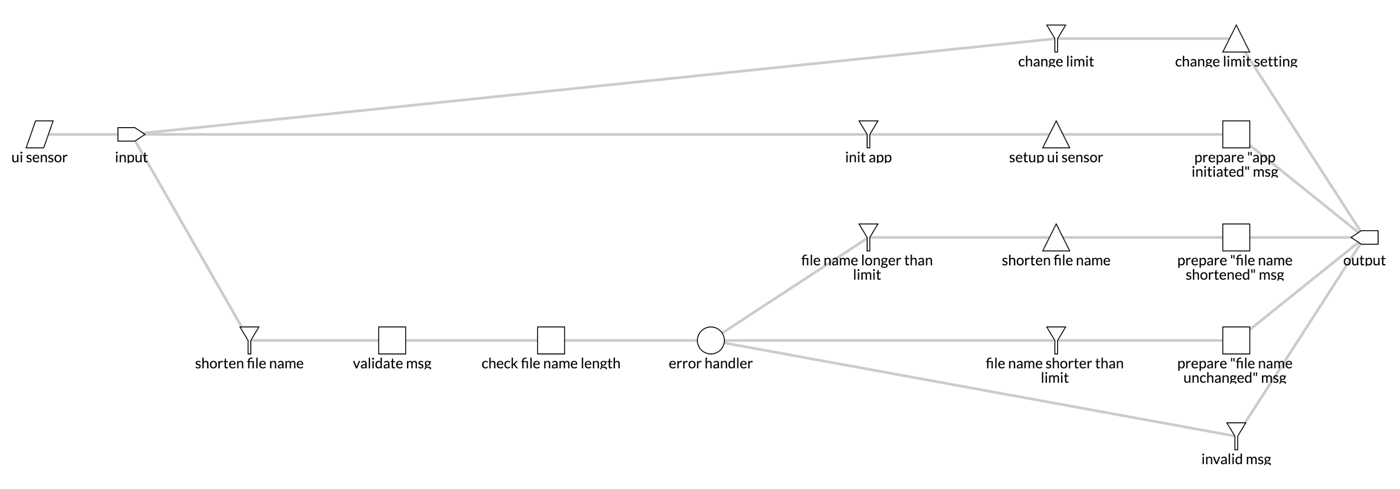 change limit
change limit setting
ui sensor
input
init app
setup ui sensor
prepare "app
initiated" msg
file name longer than
limit
shorten file name
prepare "file name
shortened" msg
output
shorten file name
validate msg
check file name length
error handler
file name shorter than
limit
prepare "file name
unchanged" msg
invalid msg